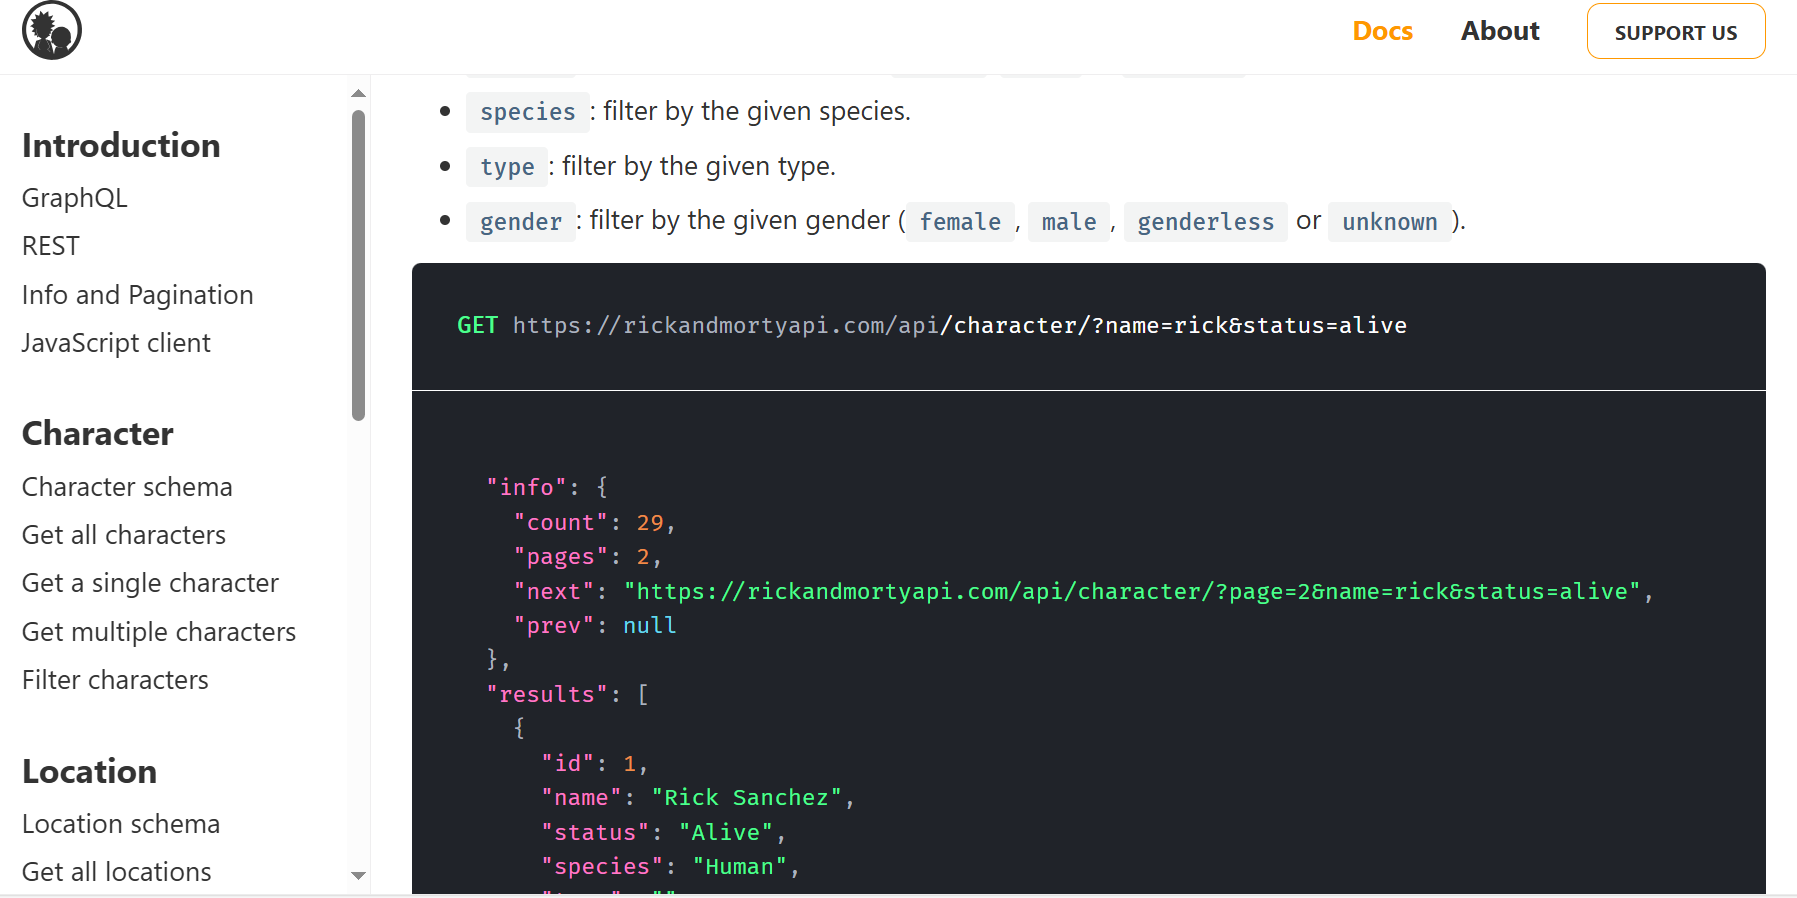 Docs
About
SUPPORT US
Introduction
GraphQL
REST
Info and Pagination
JavaScript client
Character
Character schema
Get all characters
Get a single character
Get multiple characters
Filter characters
Location
Location schema
Get all locations
species : filter by the given species.
type : filter by the given type.
gender : filter by the given gender ( female , male , genderless or unknown ).
GET https://rickandmortyapi.com/api/character/?name=rick&status=alive
"info": {
"count": 29,
"pages": 2,
"next": "https://rickandmortyapi.com/api/character/?page=2&name=rick&status=alive",
"prev": null
},
"results": [
{
"id": 1,
"name": "Rick Sanchez",
"status": "Alive",
"species": "Human",